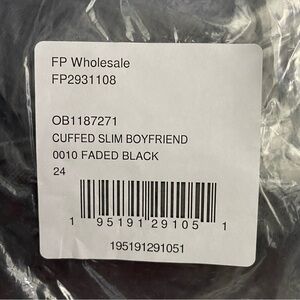 FP Wholesale
FP2931108
OB1187271
CUFFED SLIM BOYFRIEND
0010 FADED BLACK
24
1 95191 29105 1
195191291051